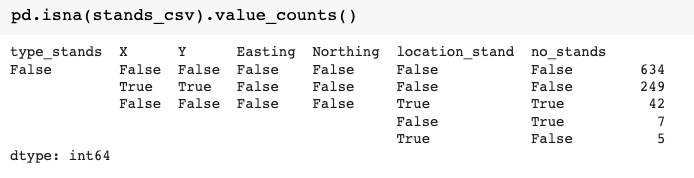 pd.isna(stands_csv).value_counts()
type_stands X Y Easting Northing location_stand no_stands
False False False False False False False 634
True True False False False False 249
False False False False True True 42
False True 7
True False 5
dtype: int64